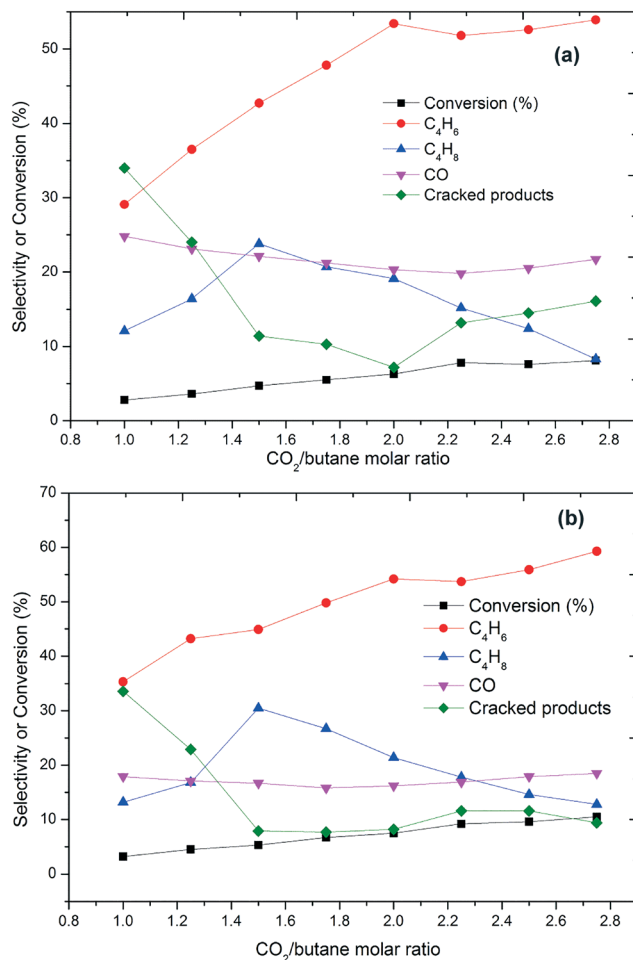 (a)
Selectivity or Conversion (%)
50
40
30
20
10
0
Conversion (%)
C₄H₆
C₄H₈
CO
Cracked products
0.8 1.0 1.2 1.4 1.6 1.8 2.0 2.2 2.4 2.6 2.8
CO₂/butane molar ratio
(b)
Selectivity or Conversion (%)
70
60
50
40
30
20
10
0
Conversion (%)
C₄H₆
C₄H₈
CO
Cracked products
0.8 1.0 1.2 1.4 1.6 1.8 2.0 2.2 2.4 2.6 2.8
CO₂/butane molar ratio